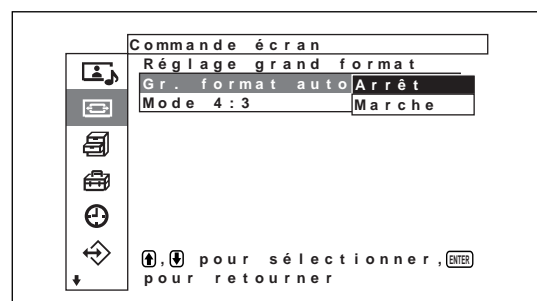 Commande écran
Réglage grand format
Gr. format auto Arrêt
Mode 4:3 Marche
, pour sélectionner, ENTER
pour retourner